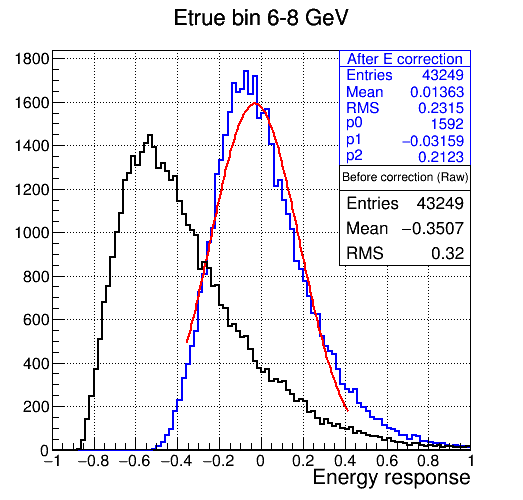 Etrue bin 6-8 GeV
1800
1600
1400
1200
1000
800
600
400
200
0
After E correction
Entries 43249
Mean 0.01363
RMS 0.2315
p0 1592
p1 −0.03159
p2 0.2123
Before correction (Raw)
Entries 43249
Mean −0.3507
RMS 0.32
−1 −0.8 −0.6 −0.4 −0.2 0 0.2 0.4 0.6 0.8 1
Energy response